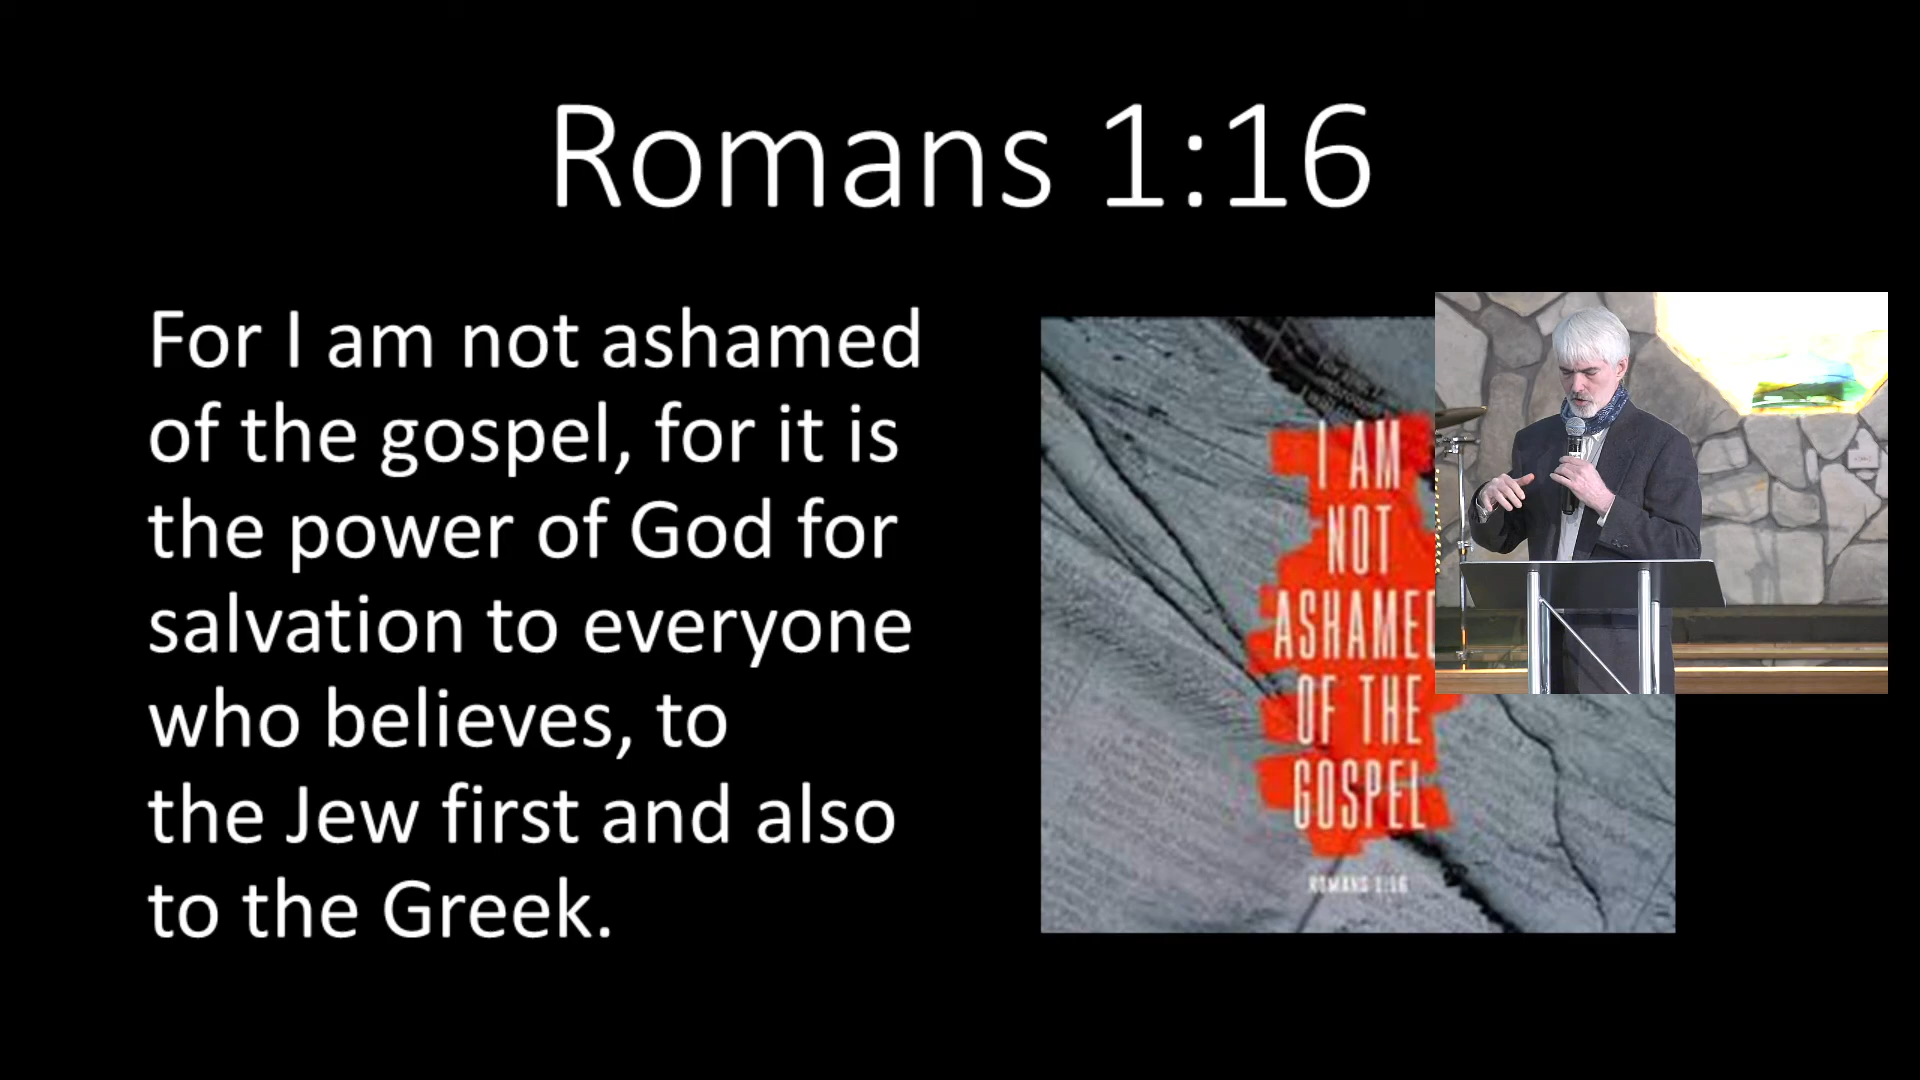 Romans 1:16
For I am not ashamed
of the gospel, for it is
the power of God for
salvation to everyone
who believes, to
the Jew first and also
to the Greek.
I AM
NOT
ASHAMED
OF THE
GOSPEL
ROMANS 1:16